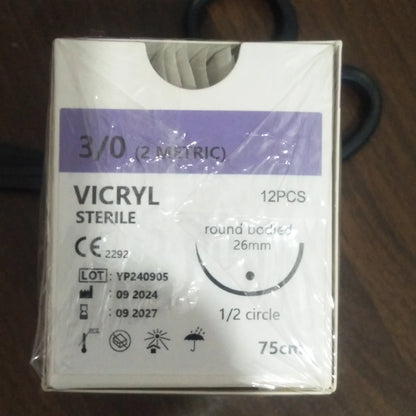 3/0 (2 METRIC)
VICRYL
12PCS
STERILE
round bodied
26mm
CE 2292
LOT : YP240905
: 09 2024
: 09 2027
1/2 circle
75cm